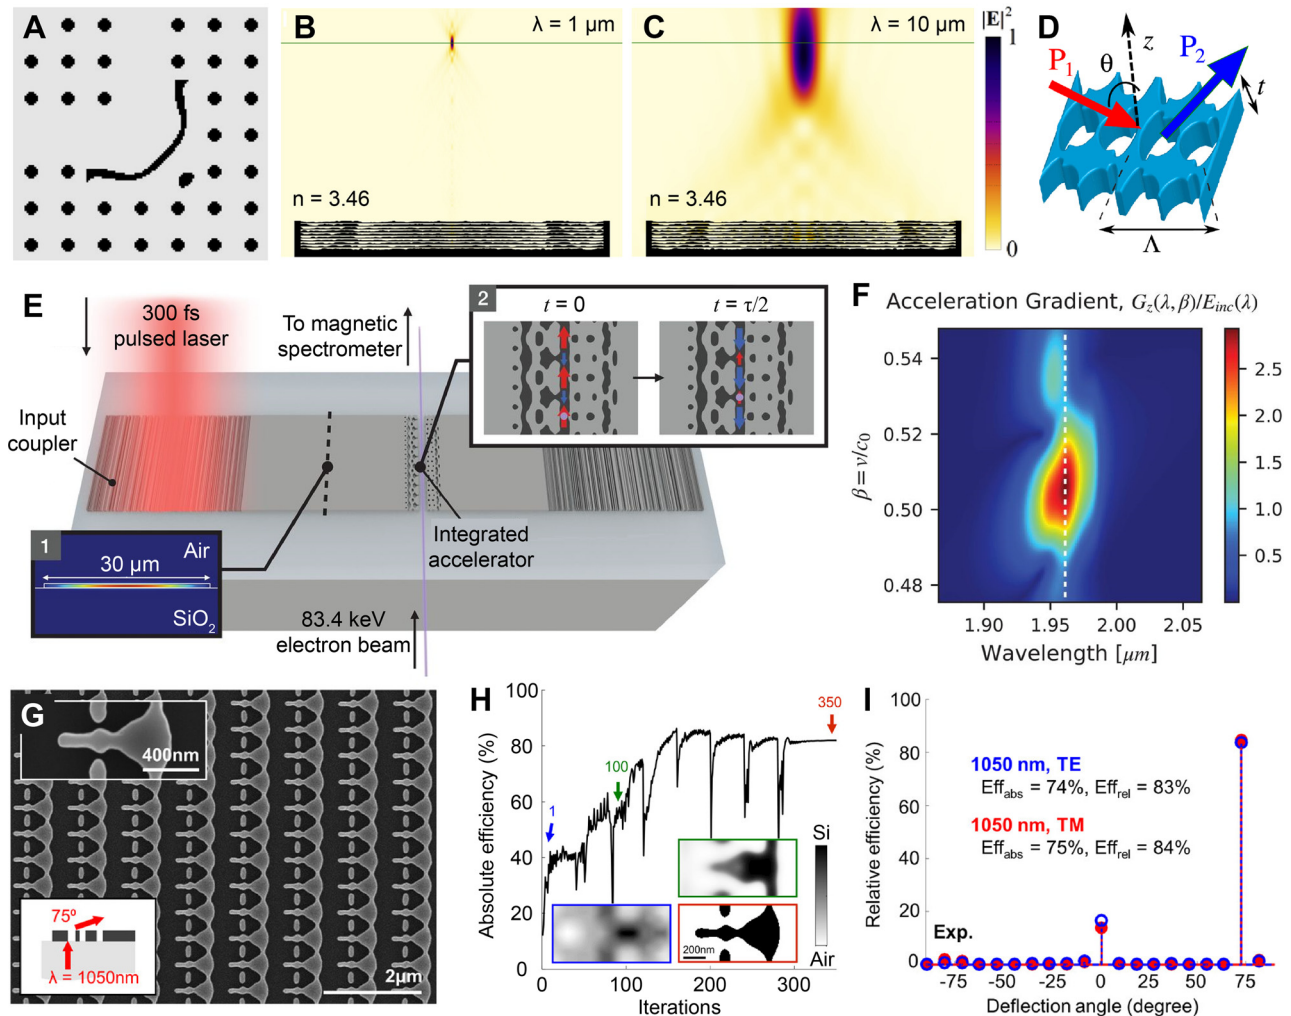 A
B
λ = 1 µm
n = 3.46
C
λ = 10 µm
n = 3.46
|E|²
1
0
D
P₁
θ
z
P₂
t
Λ
E
300 fs
pulsed laser
To magnetic
spectrometer
Input
coupler
Integrated
accelerator
83.4 keV
electron beam
1
Air
30 µm
SiO₂
2
t = 0
t = τ/2
F
Acceleration Gradient, G_z(λ, β)/E_inc(λ)
β = v/c₀
0.54
0.52
0.50
0.48
1.90
1.95
2.00
2.05
Wavelength [µm]
2.5
2.0
1.5
1.0
0.5
G
400nm
75º
λ = 1050nm
2µm
H
Absolute efficiency (%)
100
80
60
40
20
0
0
100
200
300
Iterations
1
100
350
Si
Air
200nm
I
Relative efficiency (%)
100
80
60
40
20
0
1050 nm, TE
Eff_abs = 74%, Eff_rel = 83%
1050 nm, TM
Eff_abs = 75%, Eff_rel = 84%
Exp.
-75
-50
-25
0
25
50
75
Deflection angle (degree)